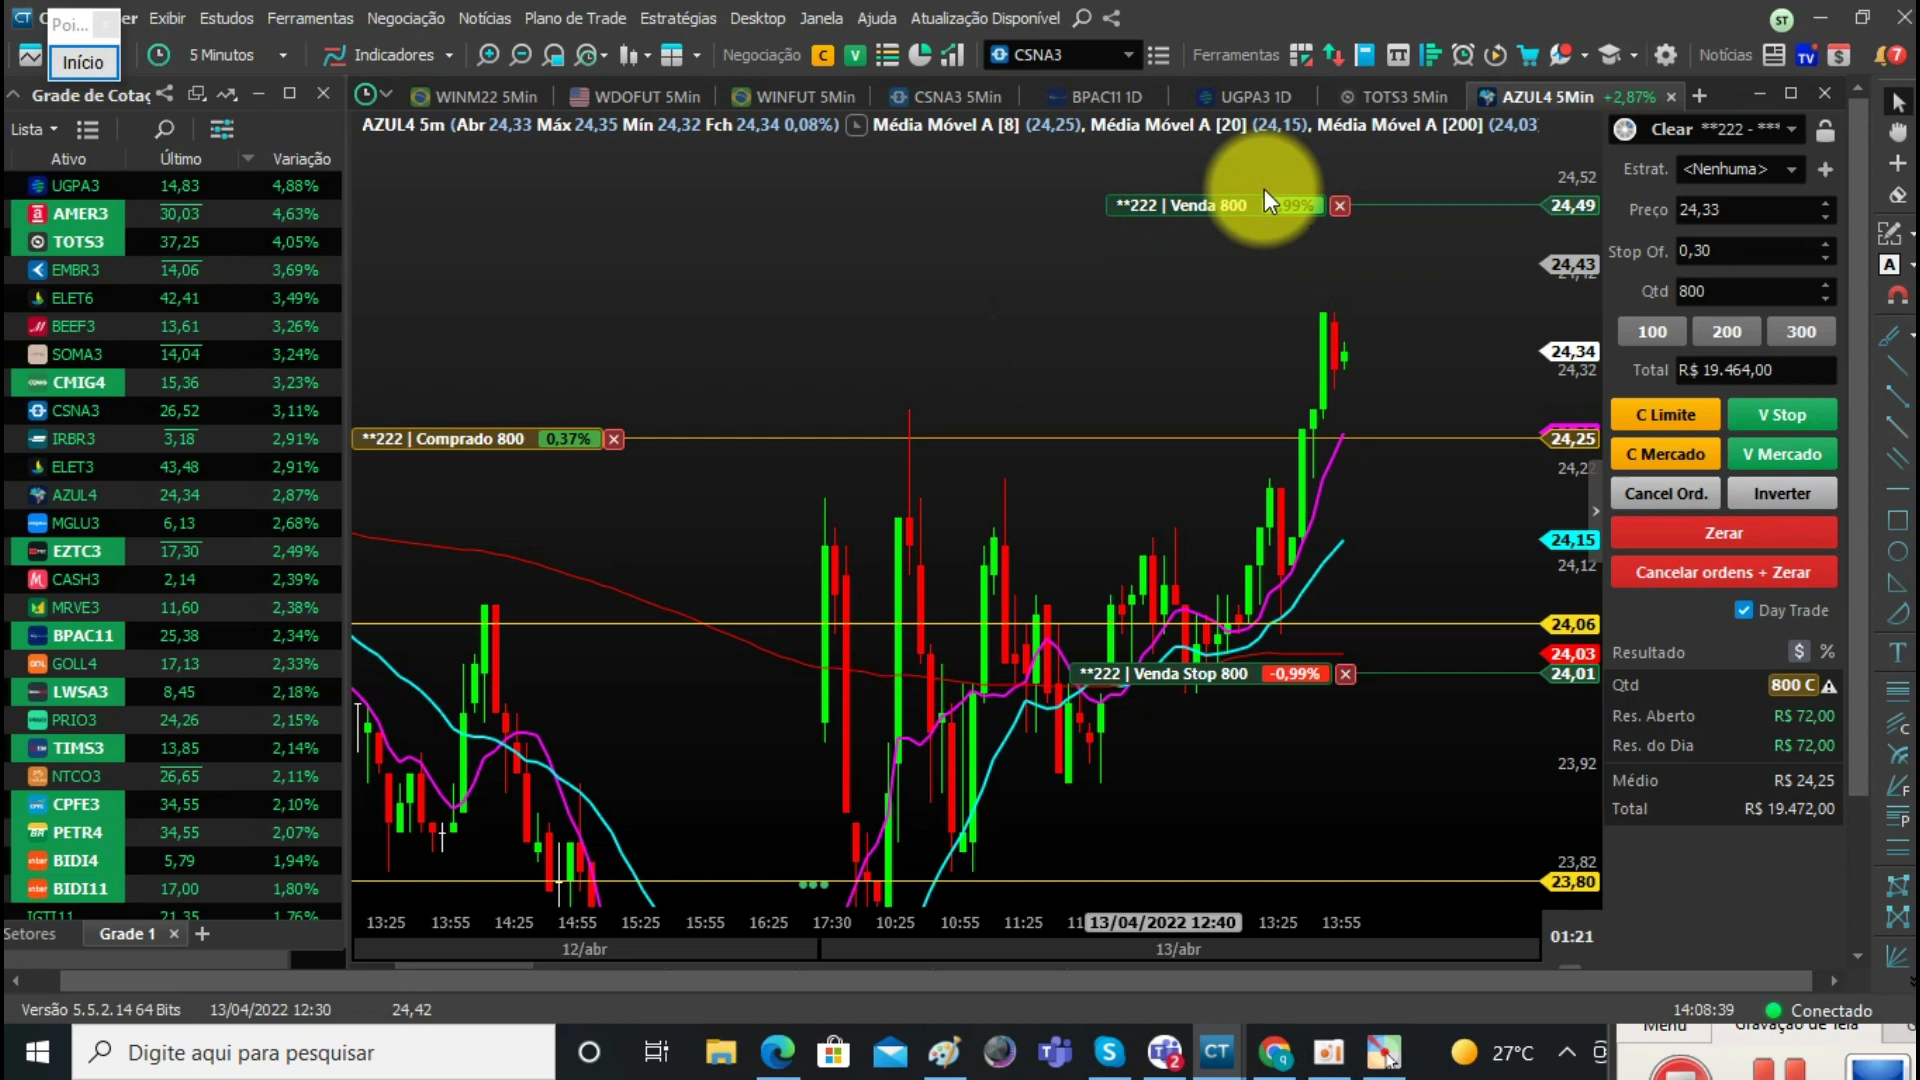 Poi...
Início
Exibir Estudos Ferramentas Negociação Notícias Plano de Trade Estratégias Desktop Janela Ajuda Atualização Disponível
ST
5 Minutos Indicadores Negociação C V CSNA3 Ferramentas Notícias 7
Grade de Cotaç
WINM22 5Min WDOFUT 5Min WINFUT 5Min CSNA3 5Min BPAC11 1D UGPA3 1D TOTS3 5Min AZUL4 5Min +2,87%
Lista
AZUL4 5m (Abr 24,33 Máx 24,35 Mín 24,32 Fch 24,34 0,08%) Média Móvel A [8] (24,25), Média Móvel A [20] (24,15), Média Móvel A [200] (24,03
Ativo Último Variação
UGPA3 14,83 4,88%
AMER3 30,03 4,63%
TOTS3 37,25 4,05%
EMBR3 14,06 3,69%
ELET6 42,41 3,49%
BEEF3 13,61 3,26%
SOMA3 14,04 3,24%
CMIG4 15,36 3,23%
CSNA3 26,52 3,11%
IRBR3 3,18 2,91%
ELET3 43,48 2,91%
AZUL4 24,34 2,87%
MGLU3 6,13 2,68%
EZTC3 17,30 2,49%
CASH3 2,14 2,39%
MRVE3 11,60 2,38%
BPAC11 25,38 2,34%
GOLL4 17,13 2,33%
LWSA3 8,45 2,18%
PRIO3 24,26 2,15%
TIMS3 13,85 2,14%
NTCO3 26,65 2,11%
CPFE3 34,55 2,10%
PETR4 34,55 2,07%
BIDI4 5,79 1,94%
BIDI11 17,00 1,80%
IGTI11 21,35 1,76%
Setores Grade 1
**222 | Venda 800 99%
**222 | Comprado 800 0,37%
**222 | Venda Stop 800 -0,99%
24,52
24,49
24,43
24,42
24,34
24,32
24,25
24,2
24,15
24,12
24,06
24,03
24,01
23,92
23,82
23,80
13:25 13:55 14:25 14:55 15:25 15:55 16:25 17:30 10:25 10:55 11:25 11 13/04/2022 12:40 13:25 13:55
12/abr 13/abr
01:21
Clear **222 - ***
Estrat. <Nenhuma>
Preço 24,33
Stop Of. 0,30
Qtd 800
100 200 300
Total R$ 19.464,00
C Limite V Stop
C Mercado V Mercado
Cancel Ord. Inverter
Zerar
Cancelar ordens + Zerar
Day Trade
Resultado $ %
Qtd 800 C
Res. Aberto R$ 72,00
Res. do Dia R$ 72,00
Médio R$ 24,25
Total R$ 19.472,00
Versão 5.5.2.14 64 Bits 13/04/2022 12:30 24,42 14:08:39 Conectado
Digite aqui para pesquisar
CT
27°C
Menu Gravação de Tela